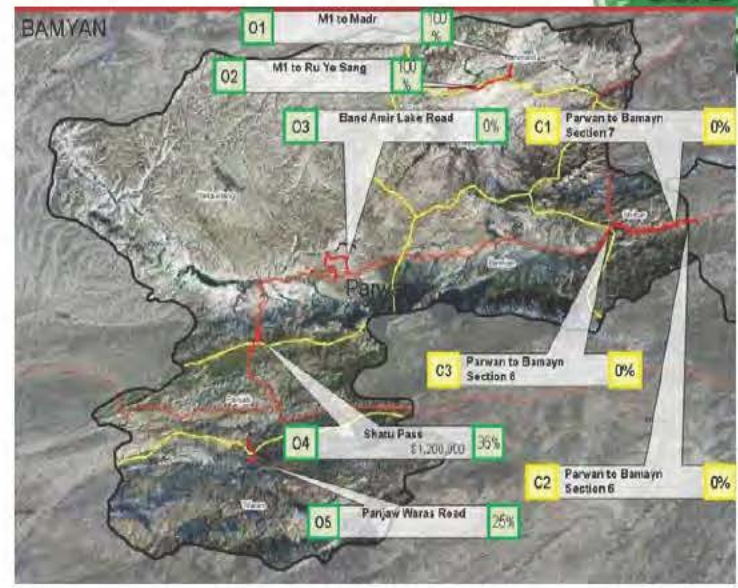 BAMYAN
O1
M1 to Madr
100
%
O2
M1 to Ru Ye Sang
100
%
O3
Band Amir Lake Road
0%
C1
Parwan to Bamayn
Section 7
0%
Parw
C3
Parwan to Bamayn
Section 8
0%
O4
Shatu Pass
$1,200,000
35%
C2
Parwan to Bamayn
Section 6
0%
O5
Panjaw Waras Road
25%
Waras